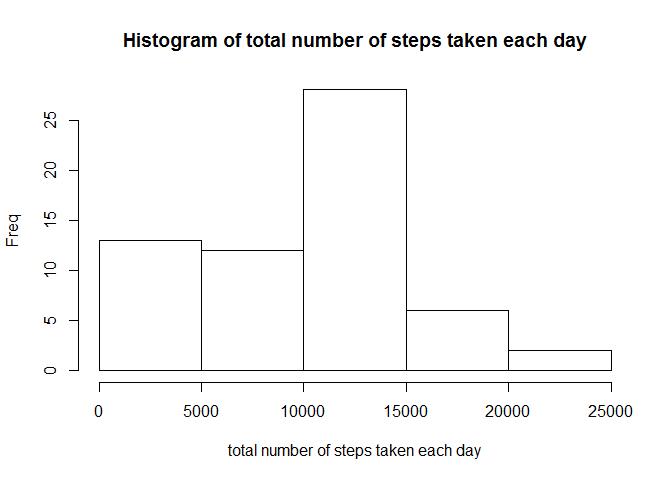 Histogram of total number of steps taken each day
Freq
25
20
15
10
5
0
0 5000 10000 15000 20000 25000
total number of steps taken each day